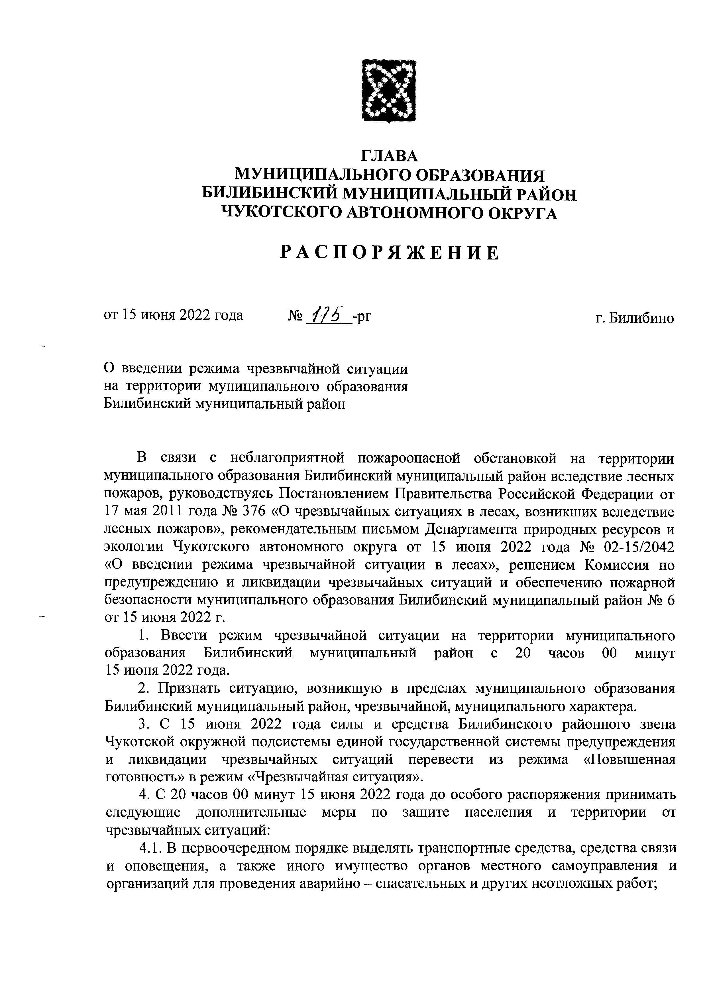 ГЛАВА
МУНИЦИПАЛЬНОГО ОБРАЗОВАНИЯ
БИЛИБИНСКИЙ МУНИЦИПАЛЬНЫЙ РАЙОН
ЧУКОТСКОГО АВТОНОМНОГО ОКРУГА
Р А С П О Р Я Ж Е Н И Е
от 15 июня 2022 года № 175-рг г. Билибино
О введении режима чрезвычайной ситуации
на территории муниципального образования
Билибинский муниципальный район
В связи с неблагоприятной пожароопасной обстановкой на территории
муниципального образования Билибинский муниципальный район вследствие лесных
пожаров, руководствуясь Постановлением Правительства Российской Федерации от
17 мая 2011 года № 376 «О чрезвычайных ситуациях в лесах, возникших вследствие
лесных пожаров», рекомендательным письмом Департамента природных ресурсов и
экологии Чукотского автономного округа от 15 июня 2022 года № 02-15/2042
«О введении режима чрезвычайной ситуации в лесах», решением Комиссия по
предупреждению и ликвидации чрезвычайных ситуаций и обеспечению пожарной
безопасности муниципального образования Билибинский муниципальный район № 6
от 15 июня 2022 г.
1. Ввести режим чрезвычайной ситуации на территории муниципального
образования Билибинский муниципальный район с 20 часов 00 минут
15 июня 2022 года.
2. Признать ситуацию, возникшую в пределах муниципального образования
Билибинский муниципальный район, чрезвычайной, муниципального характера.
3. С 15 июня 2022 года силы и средства Билибинского районного звена
Чукотской окружной подсистемы единой государственной системы предупреждения
и ликвидации чрезвычайных ситуаций перевести из режима «Повышенная
готовность» в режим «Чрезвычайная ситуация».
4. С 20 часов 00 минут 15 июня 2022 года до особого распоряжения принимать
следующие дополнительные меры по защите населения и территории от
чрезвычайных ситуаций:
4.1. В первоочередном порядке выделять транспортные средства, средства связи
и оповещения, а также иного имущество органов местного самоуправления и
организаций для проведения аварийно – спасательных и других неотложных работ;